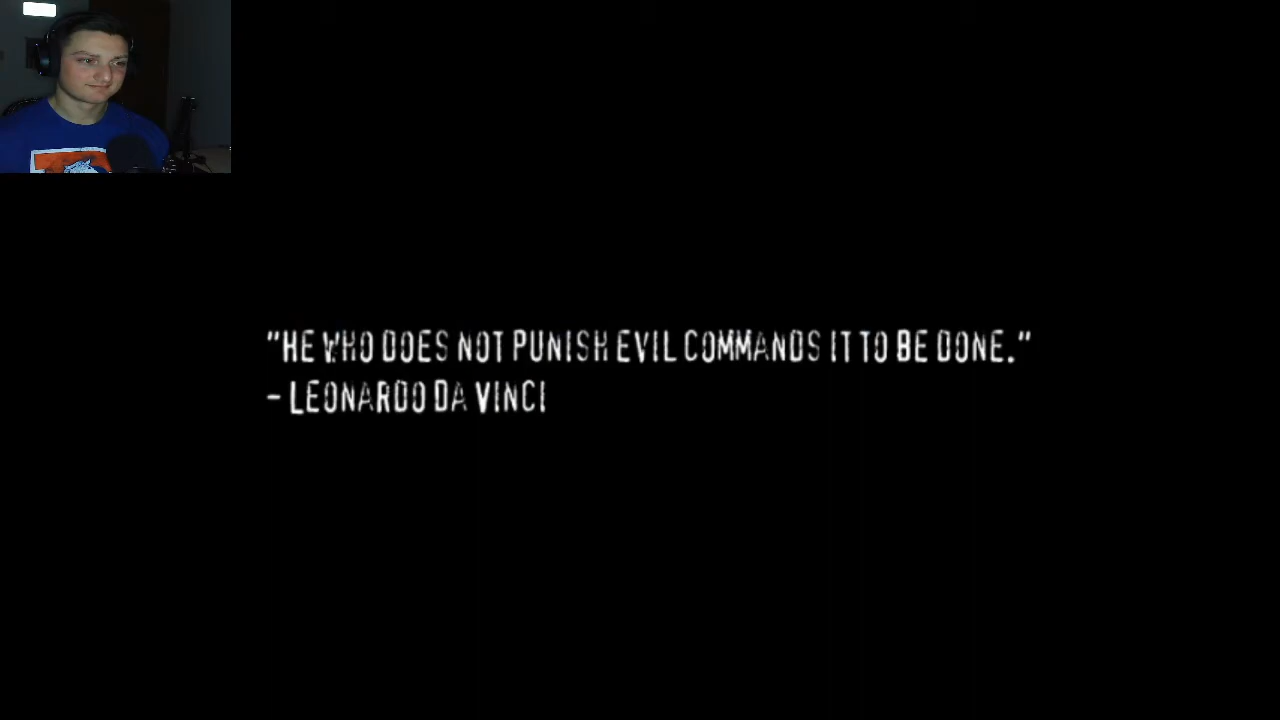 "HE WHO DOES NOT PUNISH EVIL COMMANDS IT TO BE DONE."
- LEONARDO DA VINCI